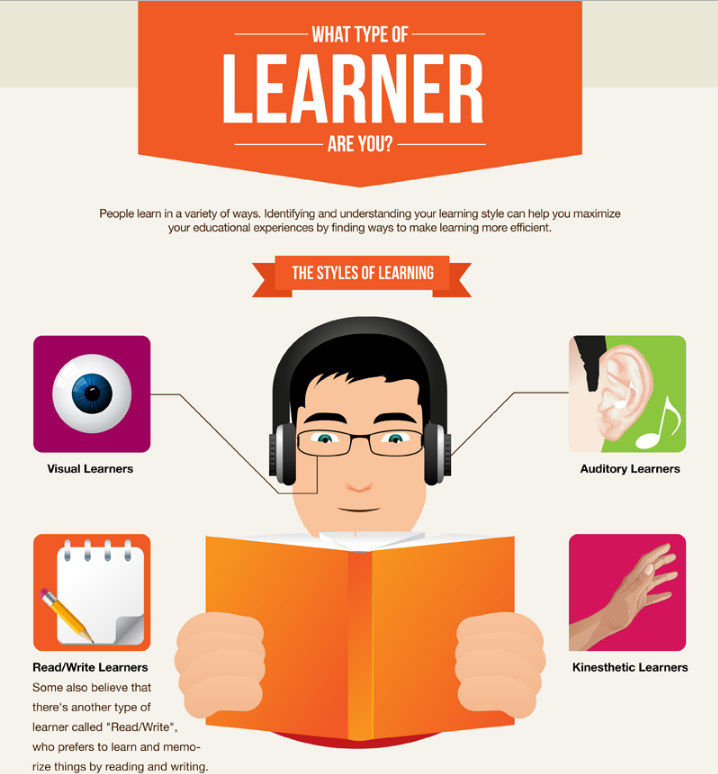 WHAT TYPE OF
LEARNER
ARE YOU?
People learn in a variety of ways. Identifying and understanding your learning style can help you maximize
your educational experiences by finding ways to make learning more efficient.
THE STYLES OF LEARNING
Visual Learners
Auditory Learners
Read/Write Learners
Some also believe that
there's another type of
learner called "Read/Write",
who prefers to learn and memo-
rize things by reading and writing.
Kinesthetic Learners